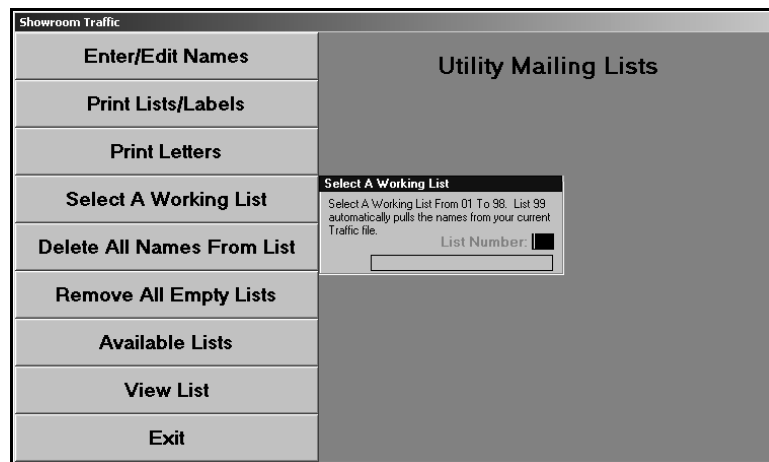 Showroom Traffic
Enter/Edit Names
Print Lists/Labels
Print Letters
Select A Working List
Delete All Names From List
Remove All Empty Lists
Available Lists
View List
Exit
Utility Mailing Lists
Select A Working List
Select A Working List From 01 To 98. List 99
automatically pulls the names from your current
Traffic file.
List Number: